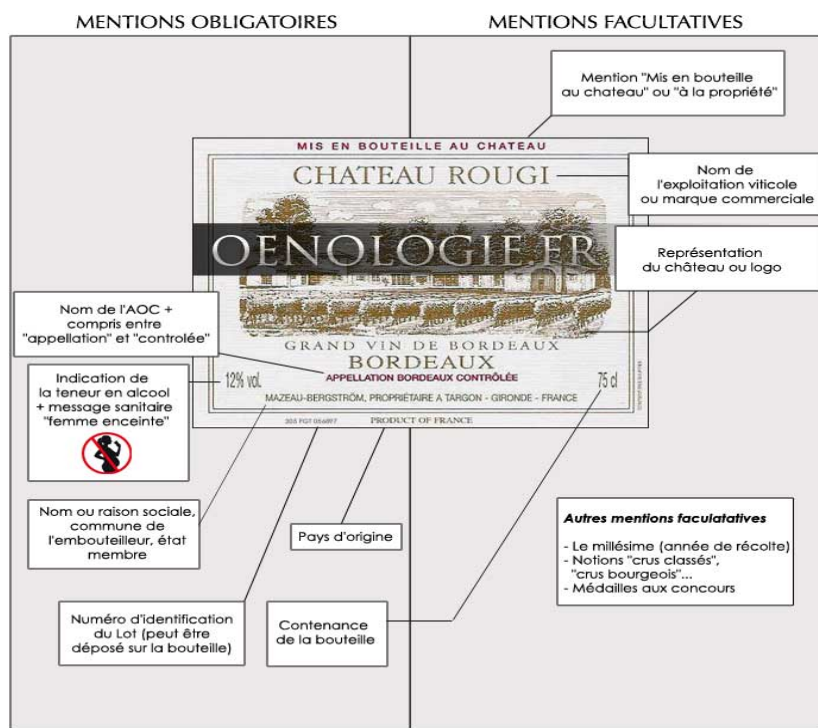 MENTIONS OBLIGATOIRES
MENTIONS FACULTATIVES
Mention "Mis en bouteille
au chateau" ou "à la propriété"
MIS EN BOUTEILLE AU CHATEAU
CHATEAU ROUGI
Nom de
l'exploitation viticole
ou marque commerciale
OENOLOGIE.FR
Représentation
du château ou logo
Nom de l'AOC +
compris entre
"appellation" et "controlée"
GRAND VIN DE BORDEAUX
BORDEAUX
APPELLATION BORDEAUX CONTRÔLÉE
12% vol.
75 cl
MAZEAU-BERGSTRÖM, PROPRIÉTAIRE A TARGON - GIRONDE - FRANCE
PRODUCT OF FRANCE
Indication de
la teneur en alcool
+ message sanitaire
"femme enceinte"
Nom ou raison sociale,
commune de
l'embouteilleur, état
membre
Pays d'origine
Autres mentions faculatatives
- Le millésime (année de récolte)
- Notions "crus classés",
"crus bourgeois"...
- Médailles aux concours
Numéro d'identification
du Lot (peut être
déposé sur la bouteille)
Contenance
de la bouteille